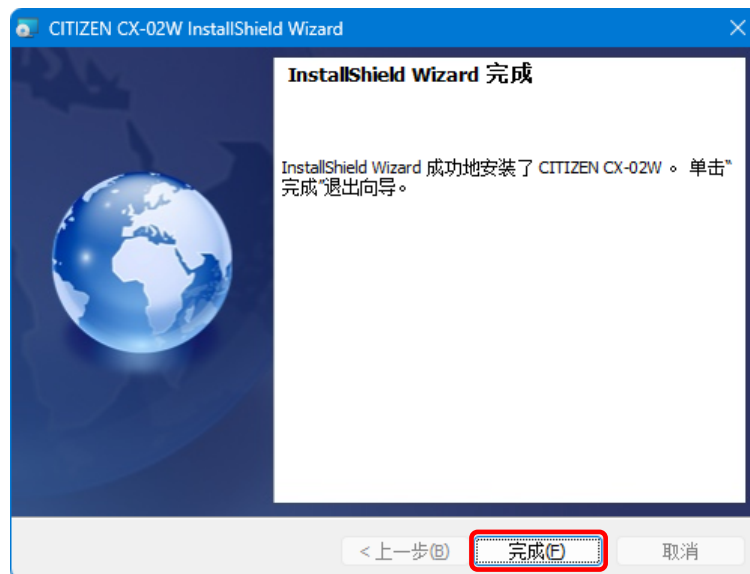 CITIZEN CX-02W InstallShield Wizard
InstallShield Wizard 完成
InstallShield Wizard 成功地安装了 CITIZEN CX-02W 。 单击“
完成”退出向导。
< 上一步(B)
完成(F)
取消